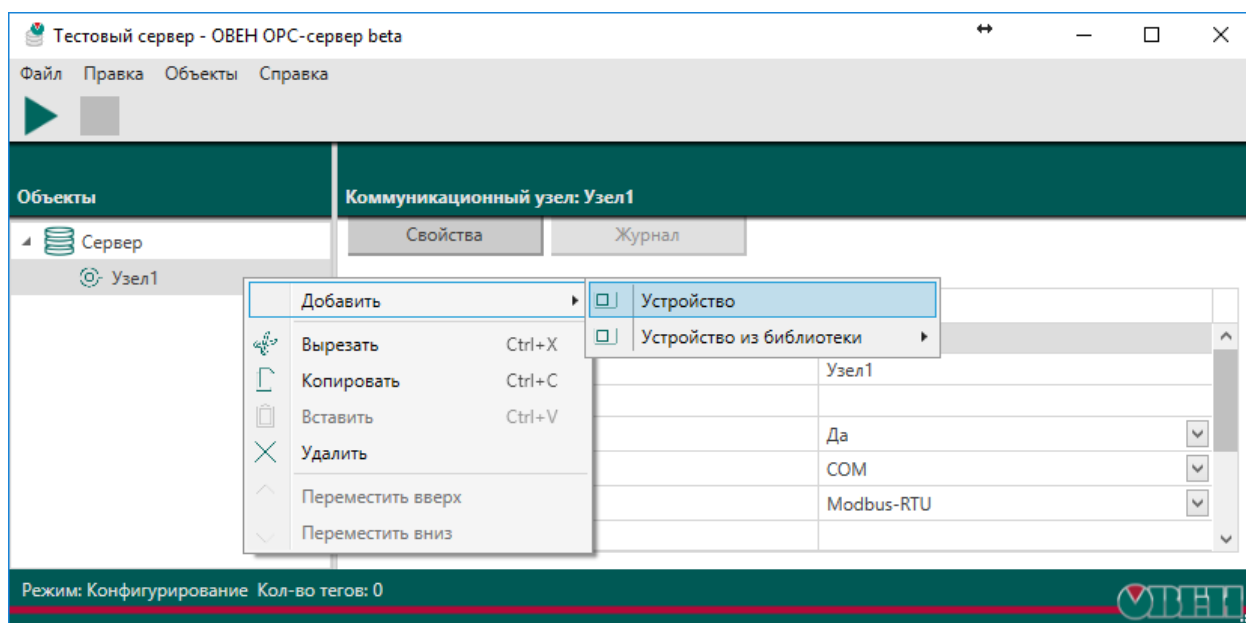 Тестовый сервер - ОВЕН OPC-сервер beta
Файл Правка Объекты Справка
Объекты
Коммуникационный узел: Узел1
Свойства Журнал
Сервер
Узел1
Добавить
Устройство
Вырезать Ctrl+X
Устройство из библиотеки
Узел1
Копировать Ctrl+C
Вставить Ctrl+V
Да
Удалить
COM
Переместить вверх
Modbus-RTU
Переместить вниз
Режим: Конфигурирование Кол-во тегов: 0
ОВЕН